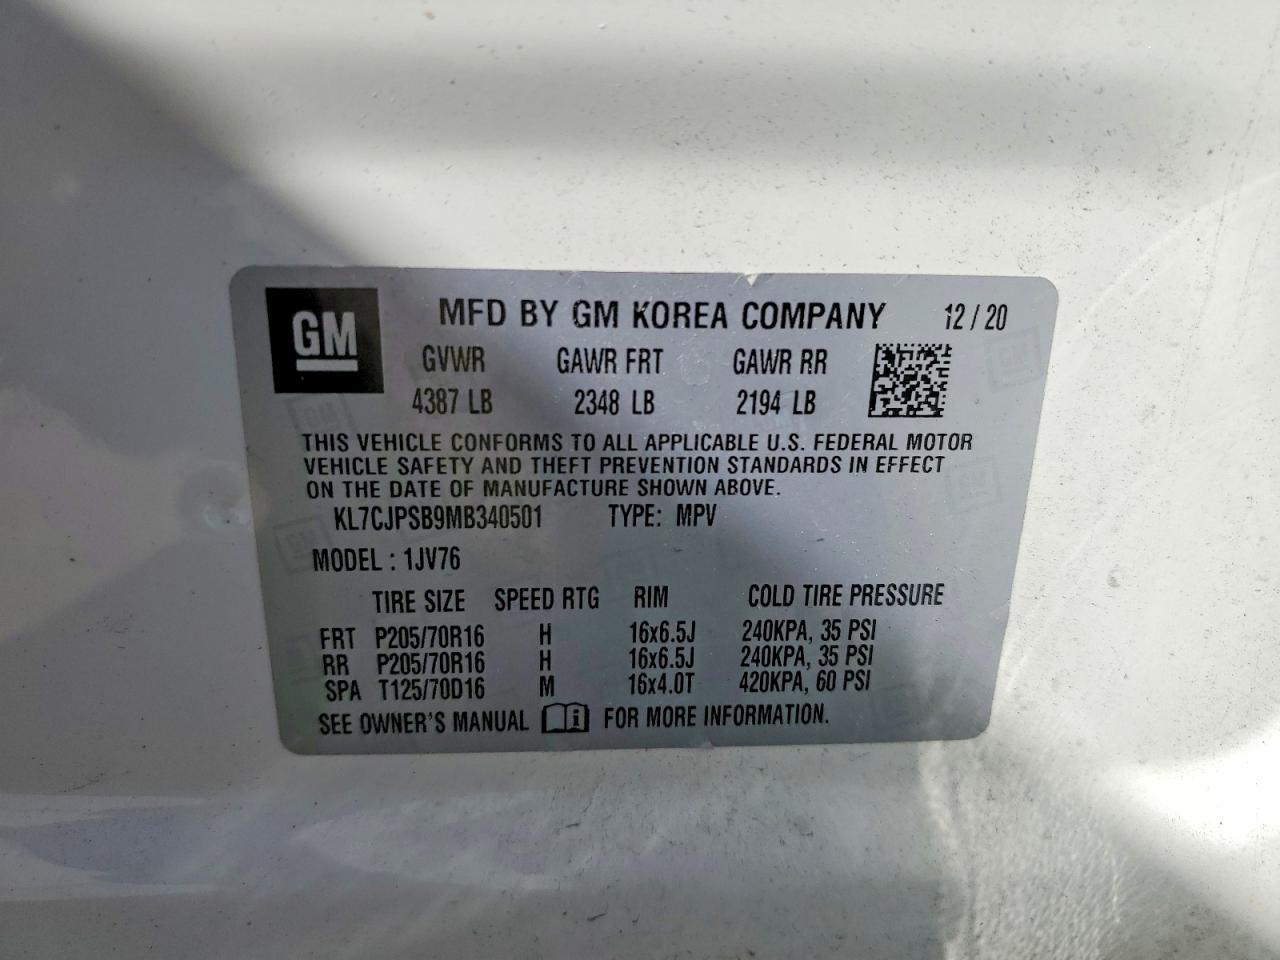 GM
MFD BY GM KOREA COMPANY 12 / 20
GVWR GAWR FRT GAWR RR
4387 LB 2348 LB 2194 LB
THIS VEHICLE CONFORMS TO ALL APPLICABLE U.S. FEDERAL MOTOR
VEHICLE SAFETY AND THEFT PREVENTION STANDARDS IN EFFECT
ON THE DATE OF MANUFACTURE SHOWN ABOVE.
KL7CJPSB9MB340501 TYPE: MPV
MODEL : 1JV76
TIRE SIZE SPEED RTG RIM COLD TIRE PRESSURE
FRT P205/70R16 H 16x6.5J 240KPA, 35 PSI
RR P205/70R16 H 16x6.5J 240KPA, 35 PSI
SPA T125/70D16 M 16x4.0T 420KPA, 60 PSI
SEE OWNER'S MANUAL i FOR MORE INFORMATION.